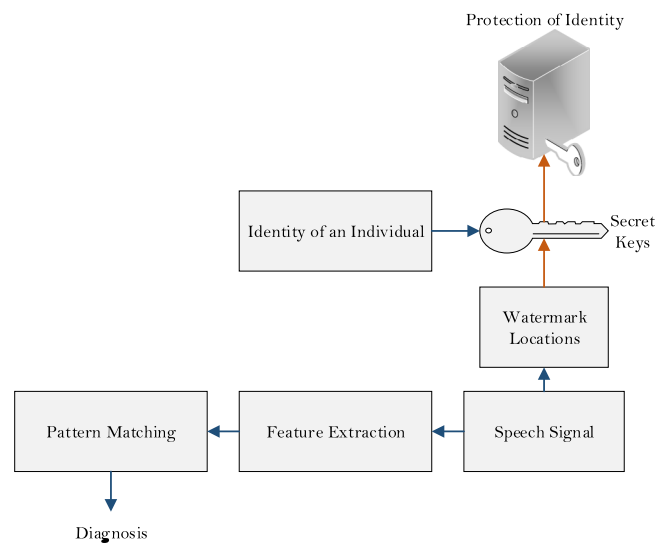 Protection of Identity
Identity of an Individual
Secret
Keys
Watermark
Locations
Pattern Matching
Feature Extraction
Speech Signal
Diagnosis